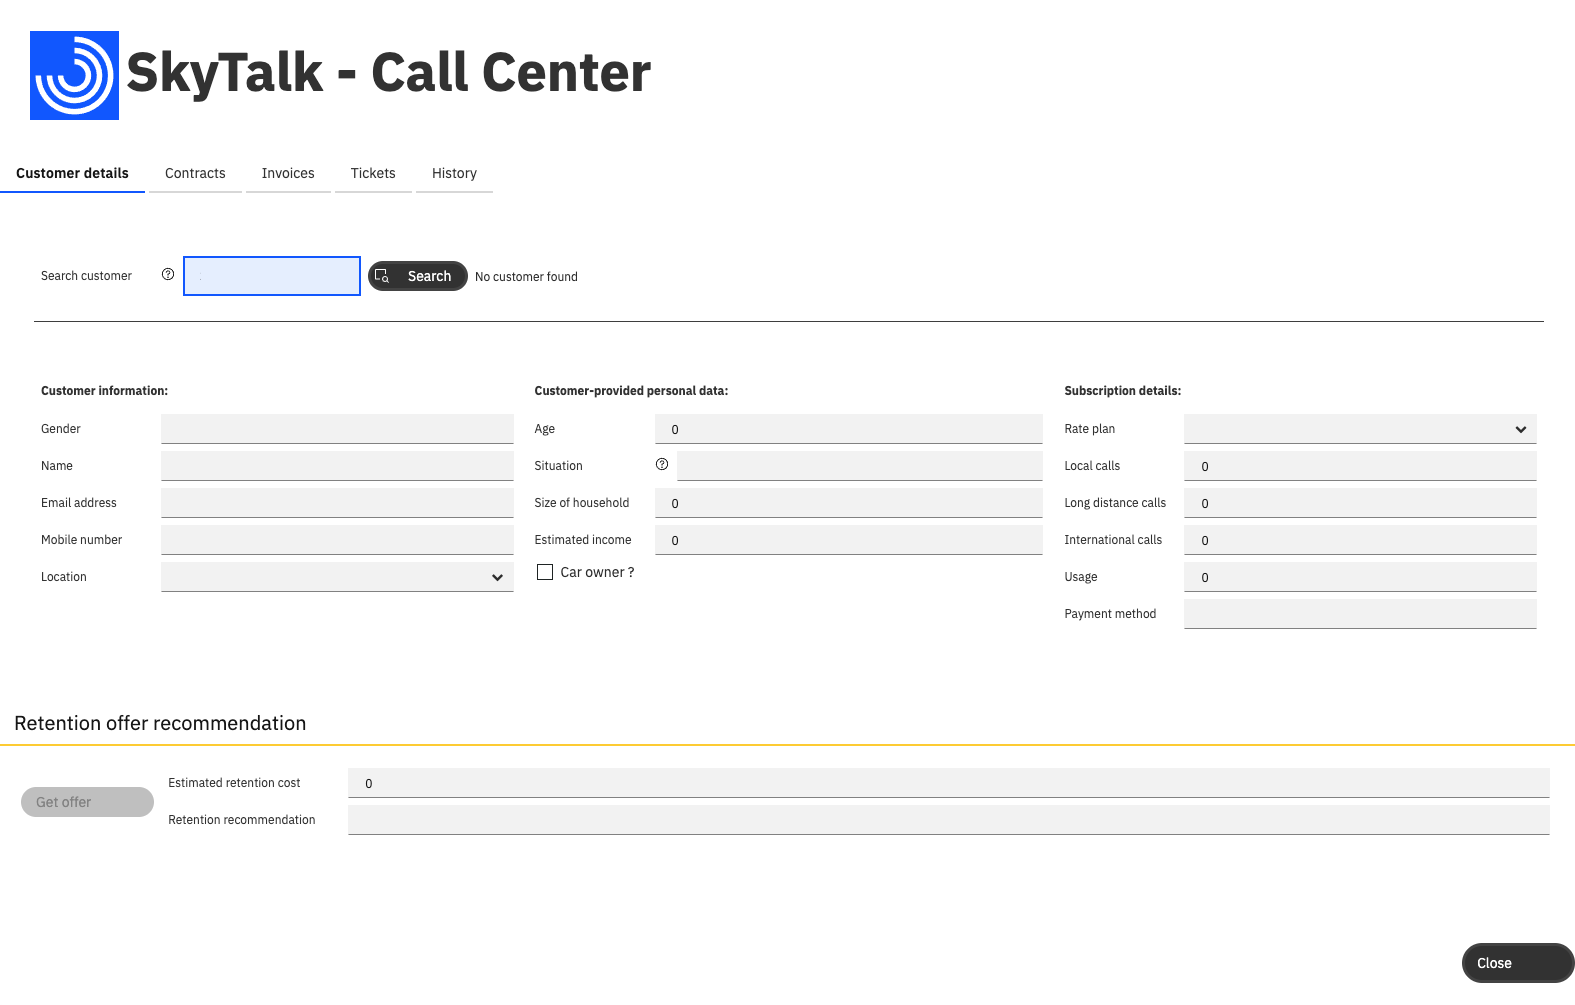 SkyTalk - Call Center
Customer details Contracts Invoices Tickets History
Search customer Search No customer found
Customer information: Customer-provided personal data: Subscription details:
Gender Age 0 Rate plan
Name Situation Local calls 0
Email address Size of household 0 Long distance calls 0
Mobile number Estimated income 0 International calls 0
Location Car owner ? Usage 0
Payment method
Retention offer recommendation
Estimated retention cost 0
Get offer
Retention recommendation
Close